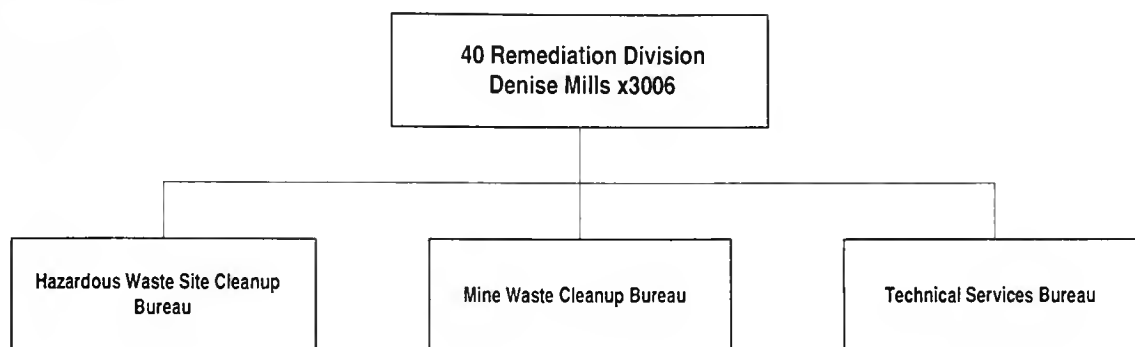 40 Remediation Division
Denise Mills x3006
Hazardous Waste Site Cleanup
Bureau
Mine Waste Cleanup Bureau
Technical Services Bureau